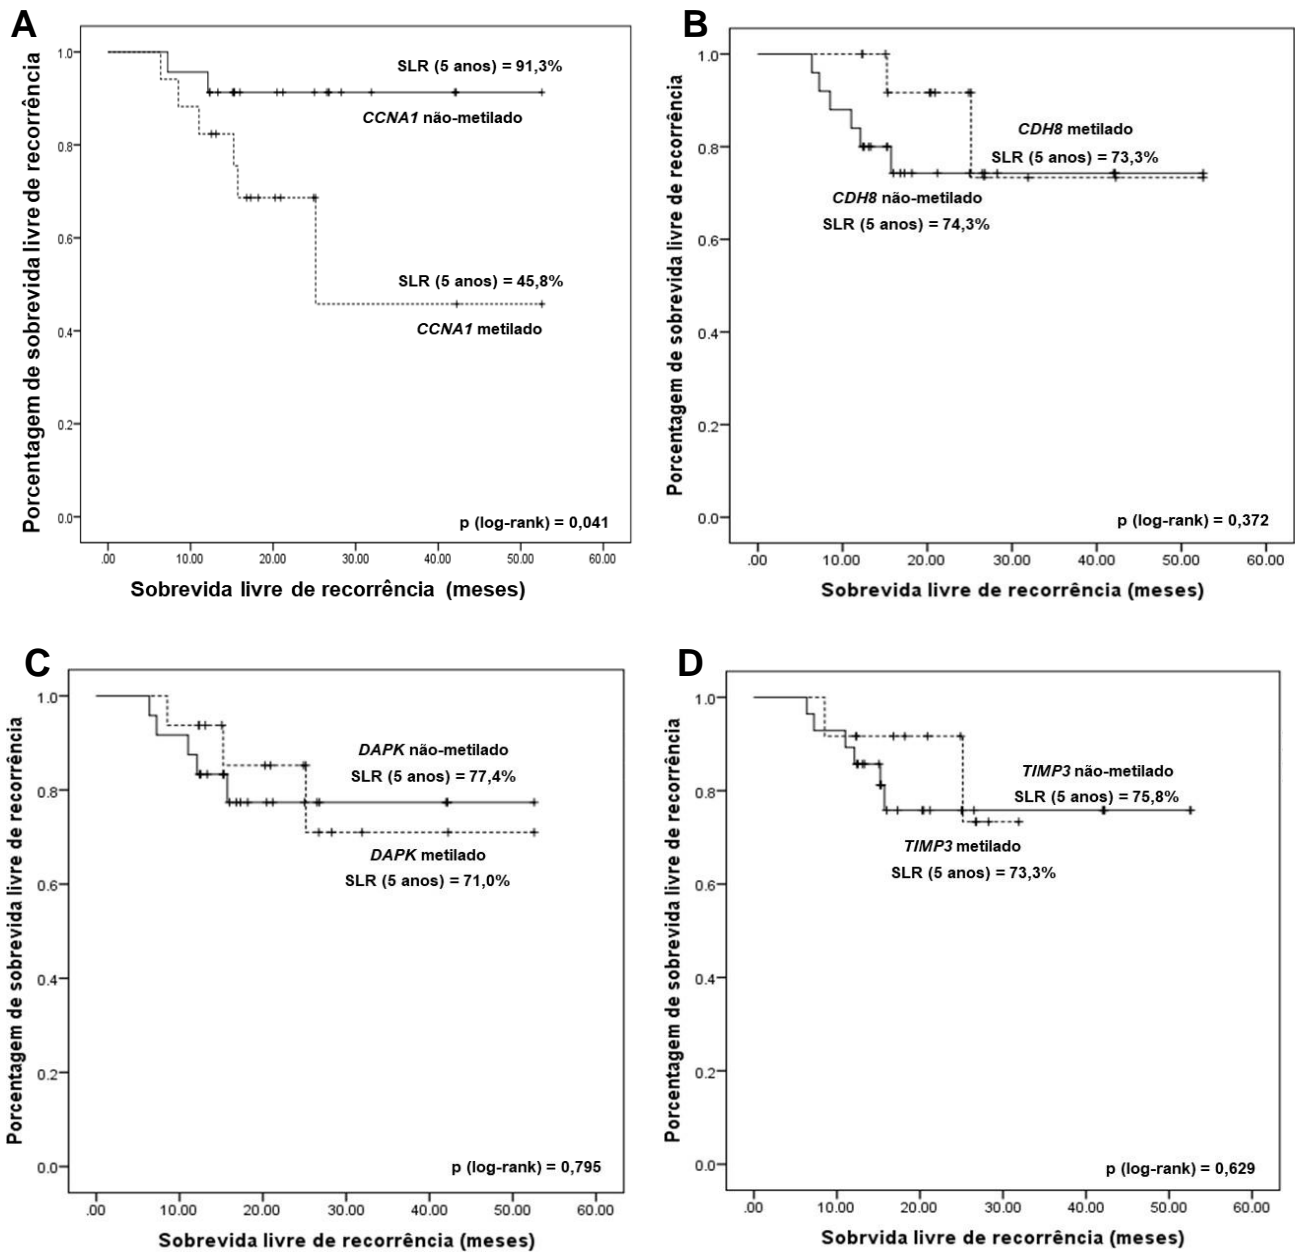 A
Porcentagem de sobrevida livre de recorrência
1.0
0.8
0.6
0.4
0.2
0.0
SLR (5 anos) = 91,3%
CCNA1 não-metilado
SLR (5 anos) = 45,8%
CCNA1 metilado
p (log-rank) = 0,041
.00 10.00 20.00 30.00 40.00 50.00 60.00
Sobrevida livre de recorrência (meses)
B
Porcentagem de sobrevida livre de recorrência
1.0
0.8
0.6
0.4
0.2
0.0
CDH8 metilado
SLR (5 anos) = 73,3%
CDH8 não-metilado
SLR (5 anos) = 74,3%
p (log-rank) = 0,372
.00 10.00 20.00 30.00 40.00 50.00 60.00
Sobrevida livre de recorrência (meses)
C
Porcentagem de sobrevida livre de recorrência
1.0
0.8
0.6
0.4
0.2
0.0
DAPK não-metilado
SLR (5 anos) = 77,4%
DAPK metilado
SLR (5 anos) = 71,0%
p (log-rank) = 0,795
.00 10.00 20.00 30.00 40.00 50.00 60.00
Sobrevida livre de recorrência (meses)
D
Porcentagem de sobrevida livre de recorrência
1.0
0.8
0.6
0.4
0.2
0.0
TIMP3 não-metilado
SLR (5 anos) = 75,8%
TIMP3 metilado
SLR (5 anos) = 73,3%
p (log-rank) = 0,629
.00 10.00 20.00 30.00 40.00 50.00 60.00
Sobrevida livre de recorrência (meses)